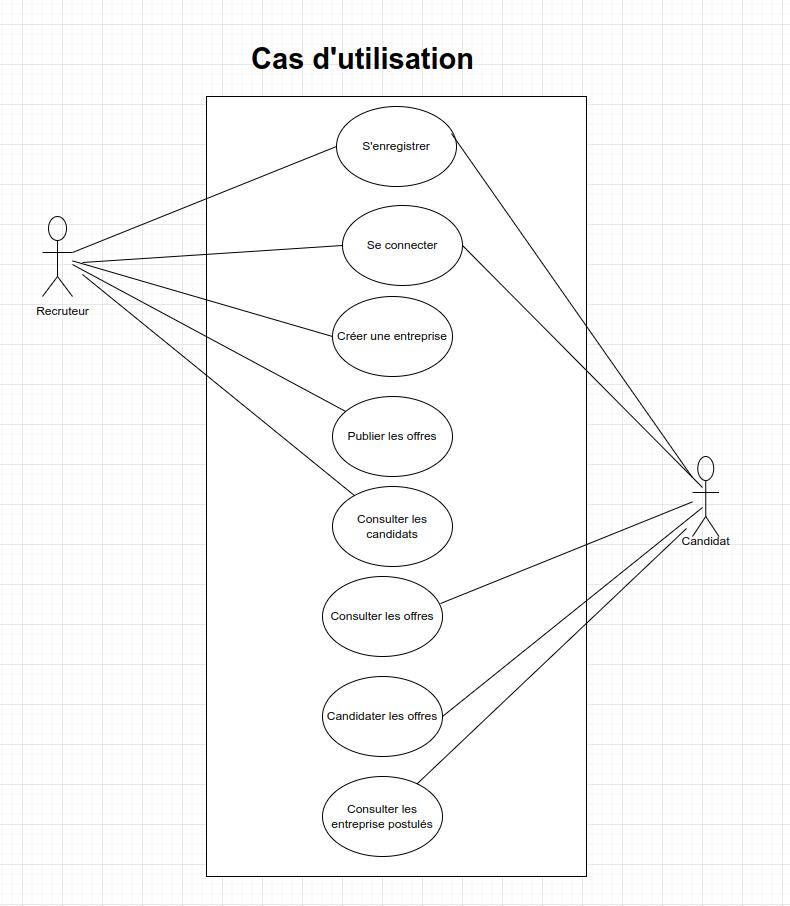 Cas d'utilisation
S'enregistrer
Se connecter
Recruteur
Créer une entreprise
Publier les offres
Consulter les
candidats
Candidat
Consulter les offres
Candidater les offres
Consulter les
entreprise postulés